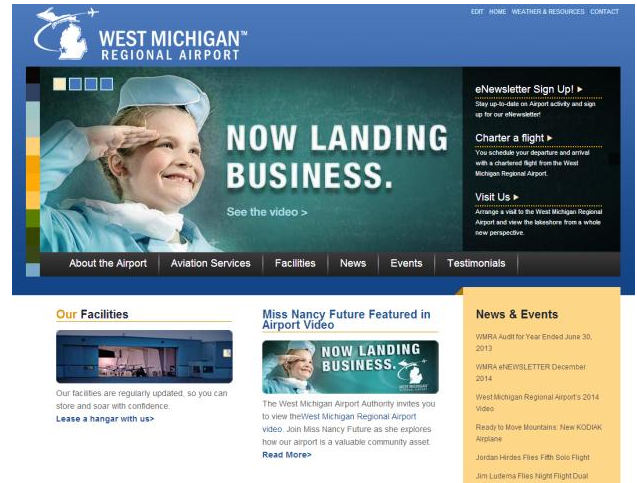 EDIT HOME WEATHER & RESOURCES CONTACT
WEST MICHIGAN™
REGIONAL AIRPORT
NOW LANDING
BUSINESS.
See the video >
eNewsletter Sign Up! ▸
Stay up-to-date on Airport activity and sign
up for our eNewsletter!
Charter a flight ▸
You schedule your departure and arrival
with a chartered flight from the West
Michigan Regional Airport.
Visit Us ▸
Arrange a visit to the West Michigan Regional
Airport and view the lakeshore from a whole
new perspective.
About the Airport Aviation Services Facilities News Events Testimonials
Our Facilities
Our facilities are regularly updated, so you can
store and soar with confidence.
Lease a hangar with us>
Miss Nancy Future Featured in
Airport Video
NOW LANDING
BUSINESS.
WEST MICHIGAN
REGIONAL AIRPORT
The West Michigan Airport Authority invites you
to view theWest Michigan Regional Airport
video. Join Miss Nancy Future as she explores
how our airport is a valuable community asset.
Read More>
News & Events
WMRA Audit for Year Ended June 30,
2013
WMRA eNEWSLETTER December
2014
West Michigan Regional Airport's 2014
Video
Ready to Move Mountains: New KODIAK
Airplane
Jordan Hirdes Flies Fifth Solo Flight
Jim Ludema Flies Night Flight Dual